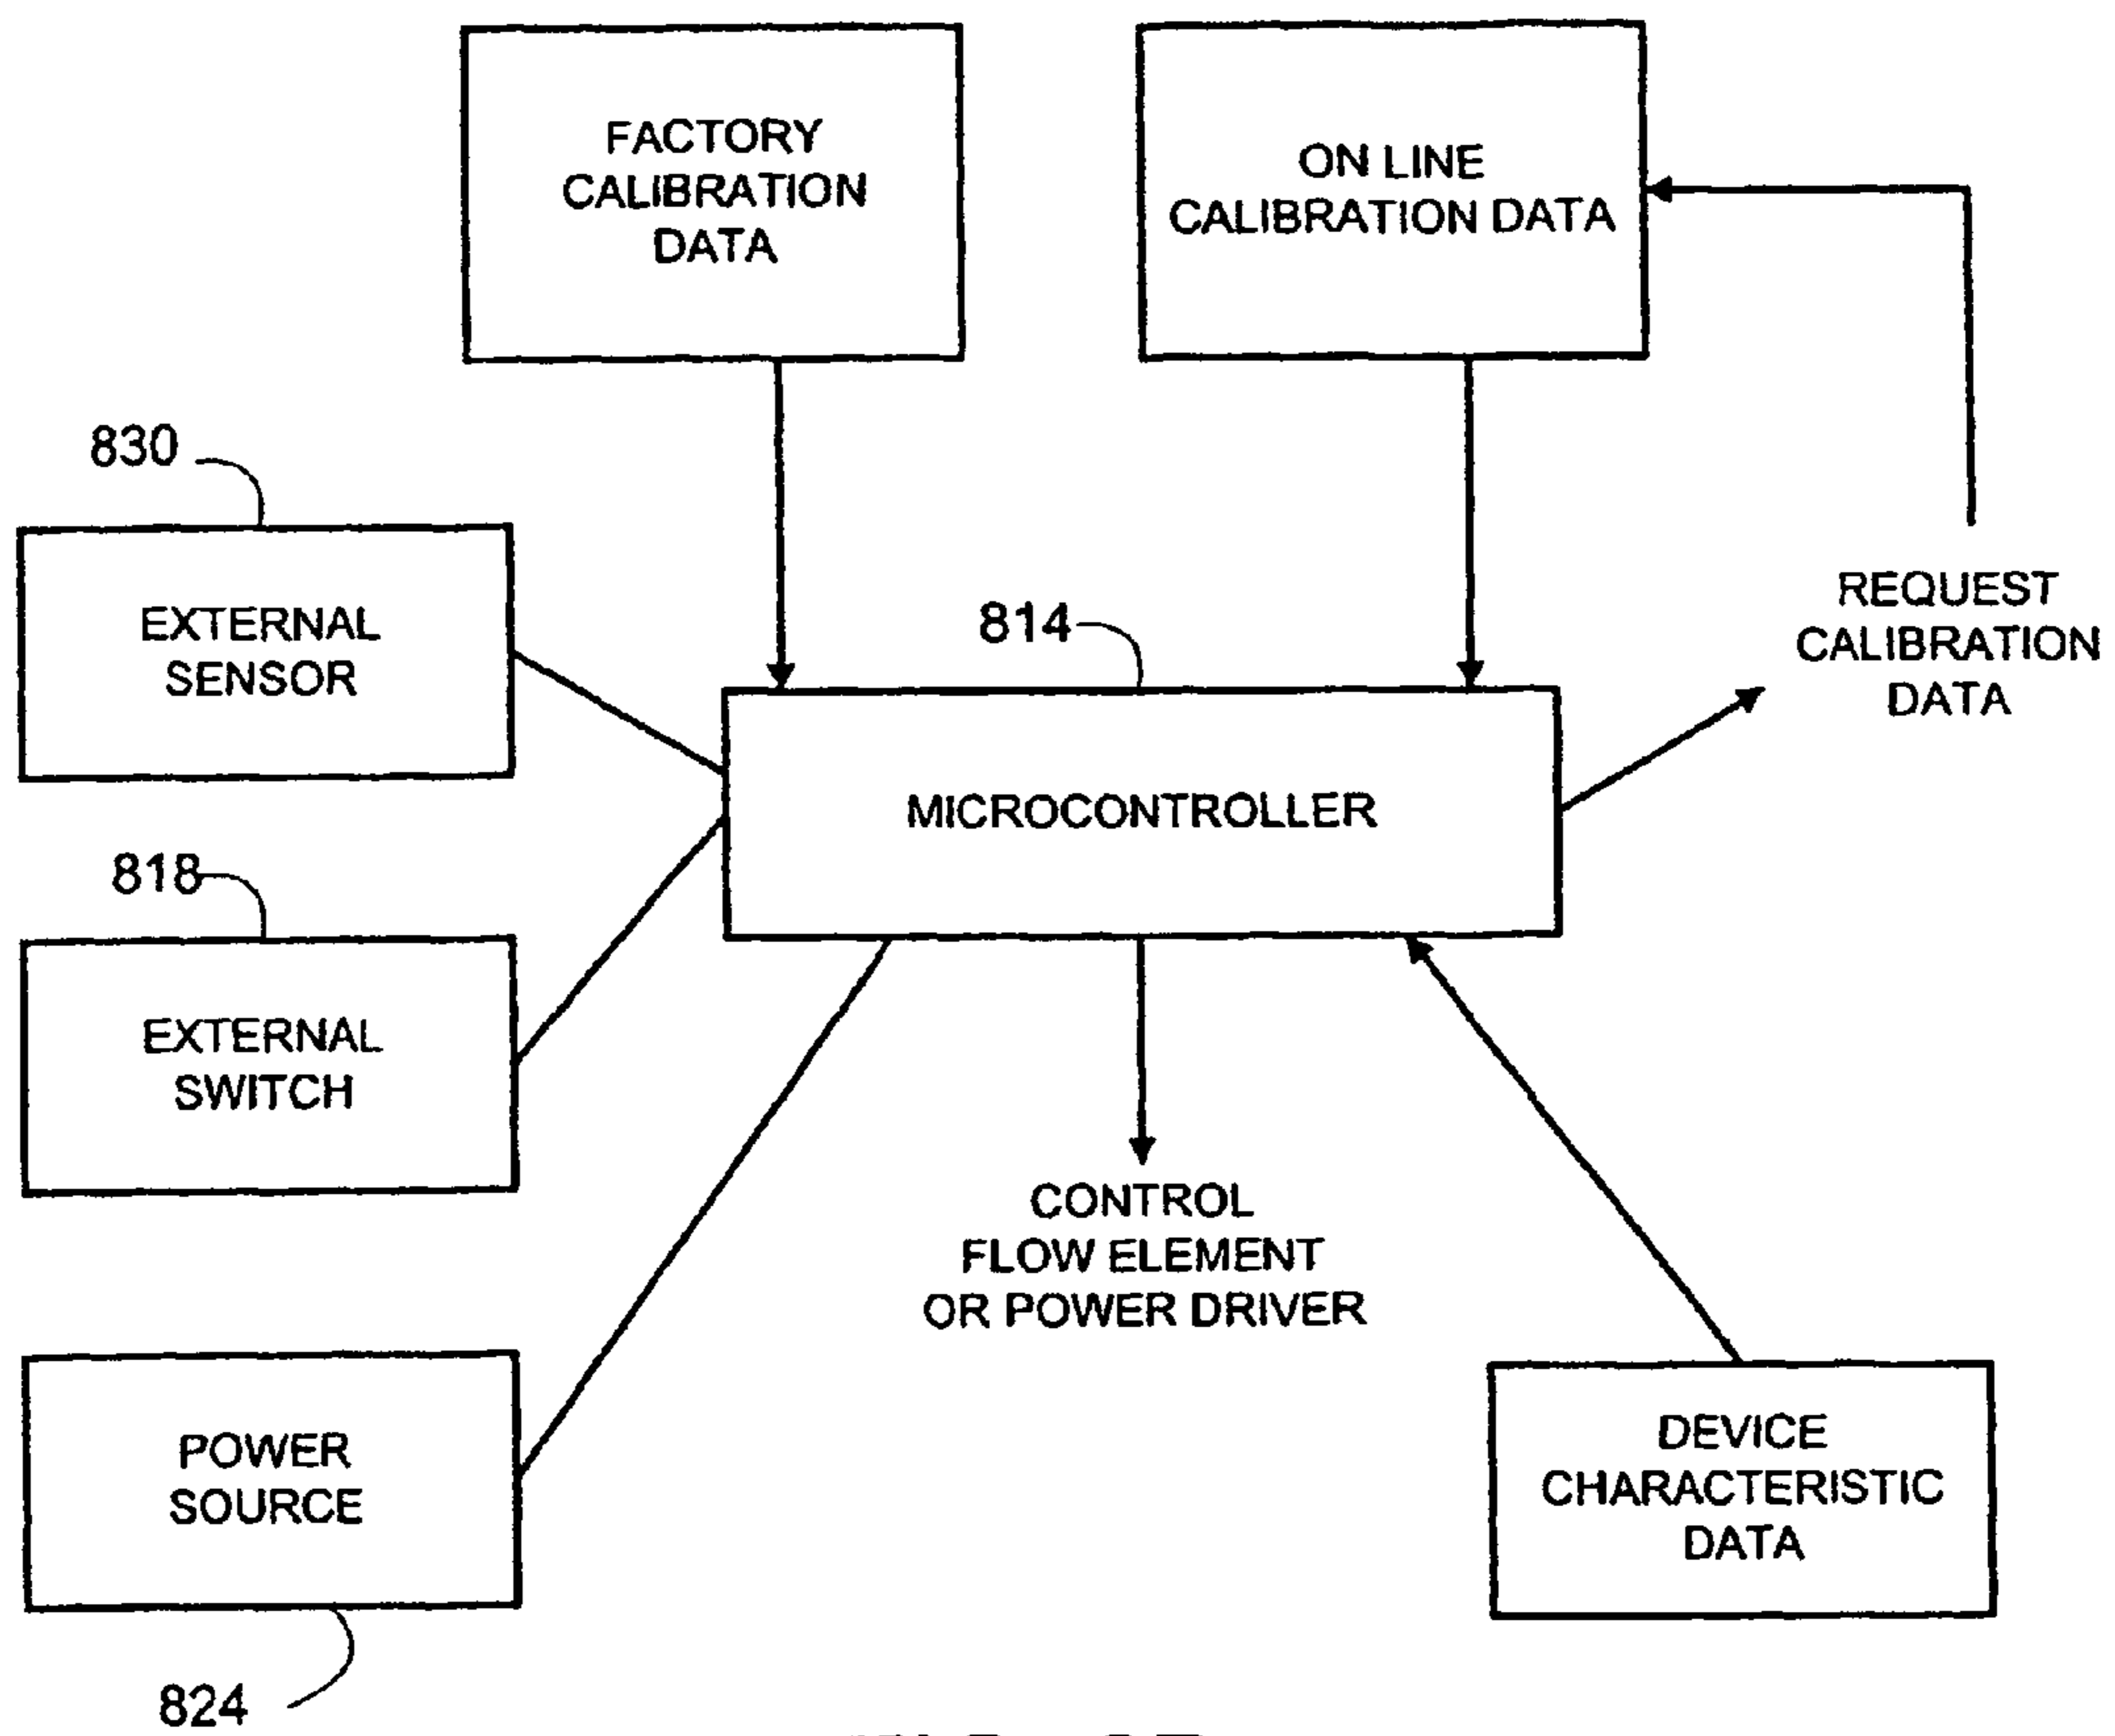 FACTORY
CALIBRATION
DATA
ON LINE
CALIBRATION DATA
830
EXTERNAL
SENSOR
814
REQUEST
CALIBRATION
DATA
MICROCONTROLLER
818
EXTERNAL
SWITCH
CONTROL
FLOW ELEMENT
OR POWER DRIVER
POWER
SOURCE
DEVICE
CHARACTERISTIC
DATA
824